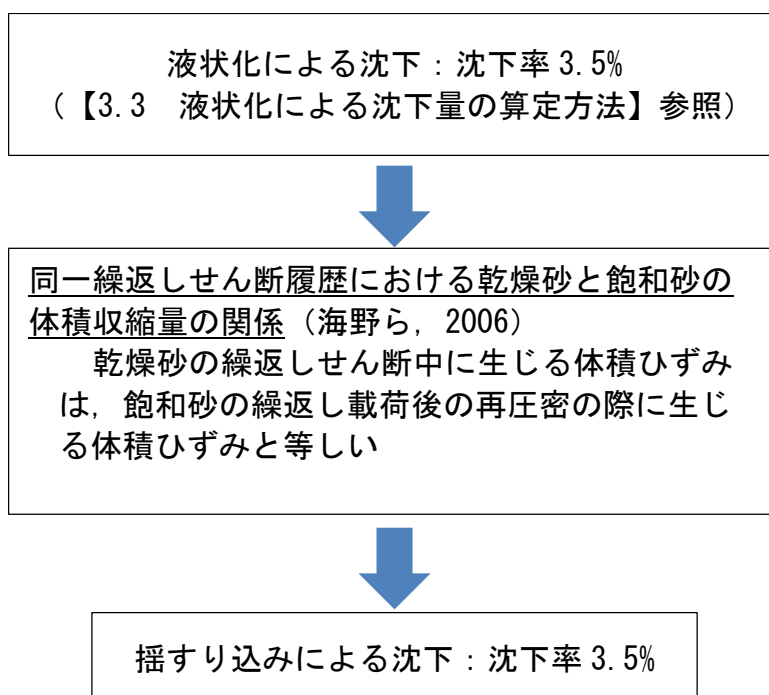 液状化による沈下：沈下率 3.5%
（【3.3　液状化による沈下量の算定方法】参照）
同一繰返しせん断履歴における乾燥砂と飽和砂の
体積収縮量の関係（海野ら，2006）
乾燥砂の繰返しせん断中に生じる体積ひずみ
は，飽和砂の繰返し載荷後の再圧密の際に生じ
る体積ひずみと等しい
揺すり込みによる沈下：沈下率 3.5%